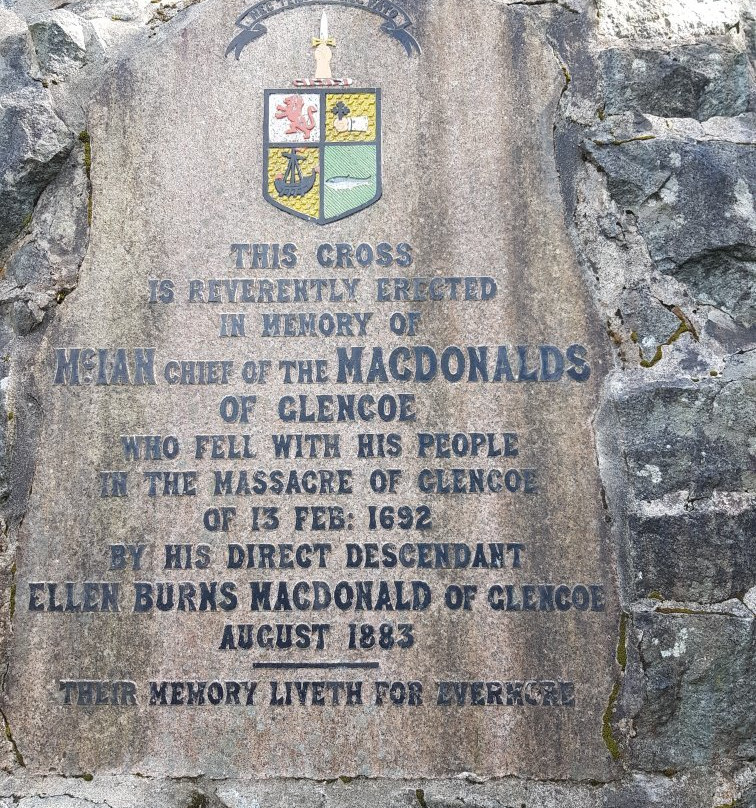 THIS CROSS
IS REVERENTLY ERECTED
IN MEMORY OF
McIAN CHIEF OF THE MACDONALDS
OF GLENCOE
WHO FELL WITH HIS PEOPLE
IN THE MASSACRE OF GLENCOE
OF 13 FEB: 1692
BY HIS DIRECT DESCENDANT
ELLEN BURNS MACDONALD OF GLENCOE
AUGUST 1883
THEIR MEMORY LIVETH FOR EVERMORE